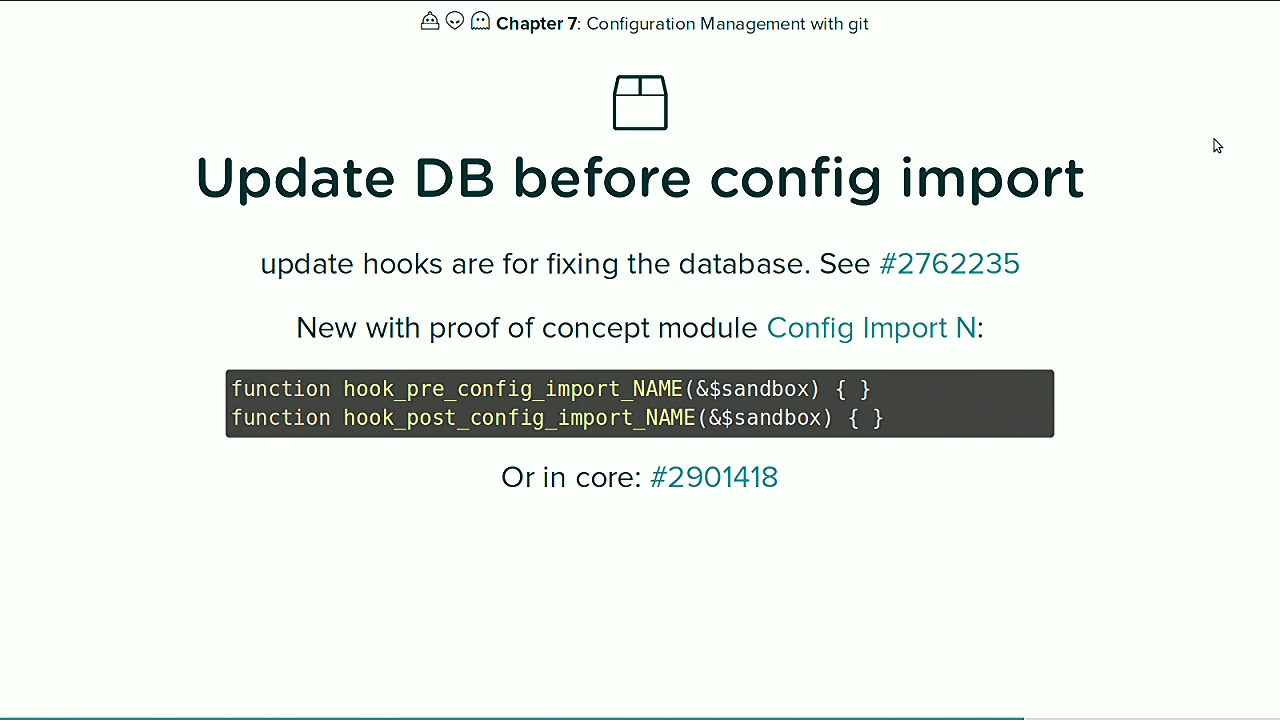 Chapter 7: Configuration Management with git
Update DB before config import
update hooks are for fixing the database. See #2762235
New with proof of concept module Config Import N:
function hook_pre_config_import_NAME(&$sandbox) { }
function hook_post_config_import_NAME(&$sandbox) { }
Or in core: #2901418